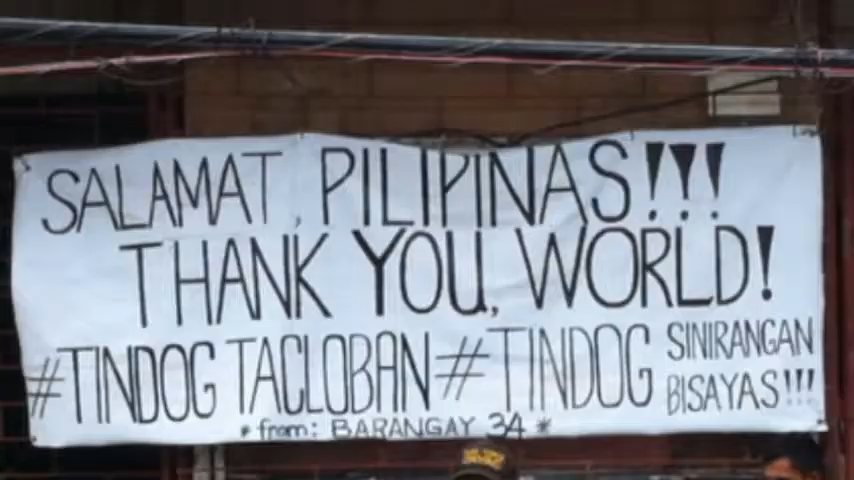 SALAMAT, PILIPINAS!!!
THANK YOU, WORLD!
#TINDOG TACLOBAN #TINDOG SINIRANGAN BISAYAS!!!
* from: BARANGAY 34 *